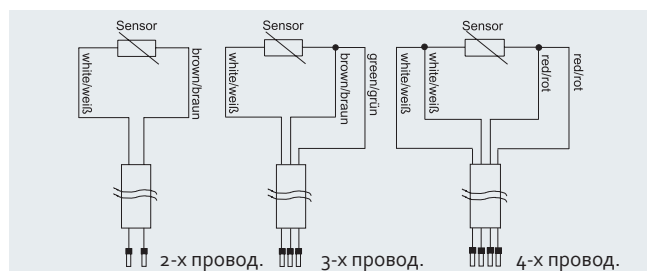 Sensor
white/weiß
brown/braun
2-х провод.
Sensor
white/weiß
brown/braun
green/grün
3-х провод.
Sensor
white/weiß
white/weiß
red/rot
red/rot
4-х провод.